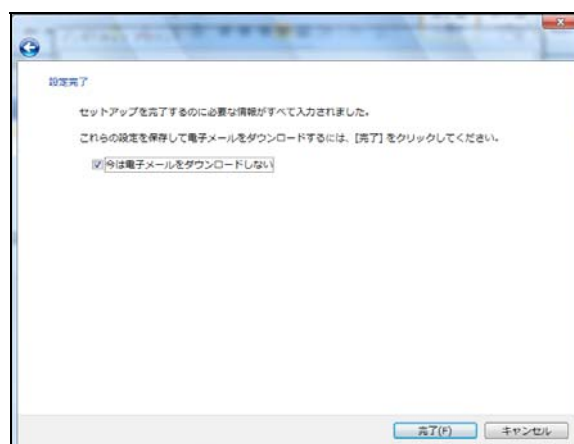 設定完了
セットアップを完了するのに必要な情報がすべて入力されました。
これらの設定を保存して電子メールをダウンロードするには、[完了] をクリックしてください。
今は電子メールをダウンロードしない
完了(F)
キャンセル